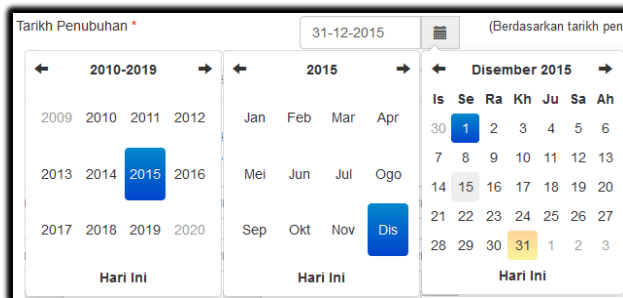 Tarikh Penubuhan *
31-12-2015
(Berdasarkan tarikh pen
2010-2019
2009 2010 2011 2012
2013 2014 2015 2016
2017 2018 2019 2020
Hari Ini
2015
Jan Feb Mar Apr
Mei Jun Jul Ogo
Sep Okt Nov Dis
Hari Ini
Disember 2015
Is Se Ra Kh Ju Sa Ah
30 1 2 3 4 5 6
7 8 9 10 11 12 13
14 15 16 17 18 19 20
21 22 23 24 25 26 27
28 29 30 31 1 2 3
Hari Ini